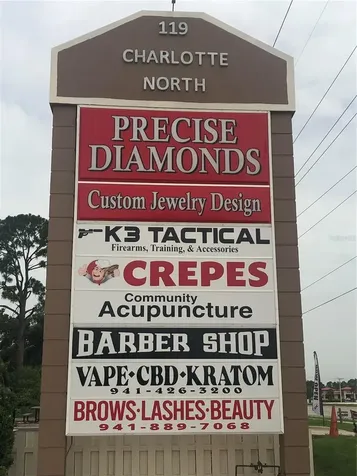 119
CHARLOTTE
NORTH
PRECISE
DIAMONDS
Custom Jewelry Design
K3 TACTICAL
Firearms, Training, & Accessories
CREPES
Community
Acupuncture
BARBER SHOP
VAPE•CBD•KRATOM
941-426-3200
BROWS•LASHES•BEAUTY
941-889-7068